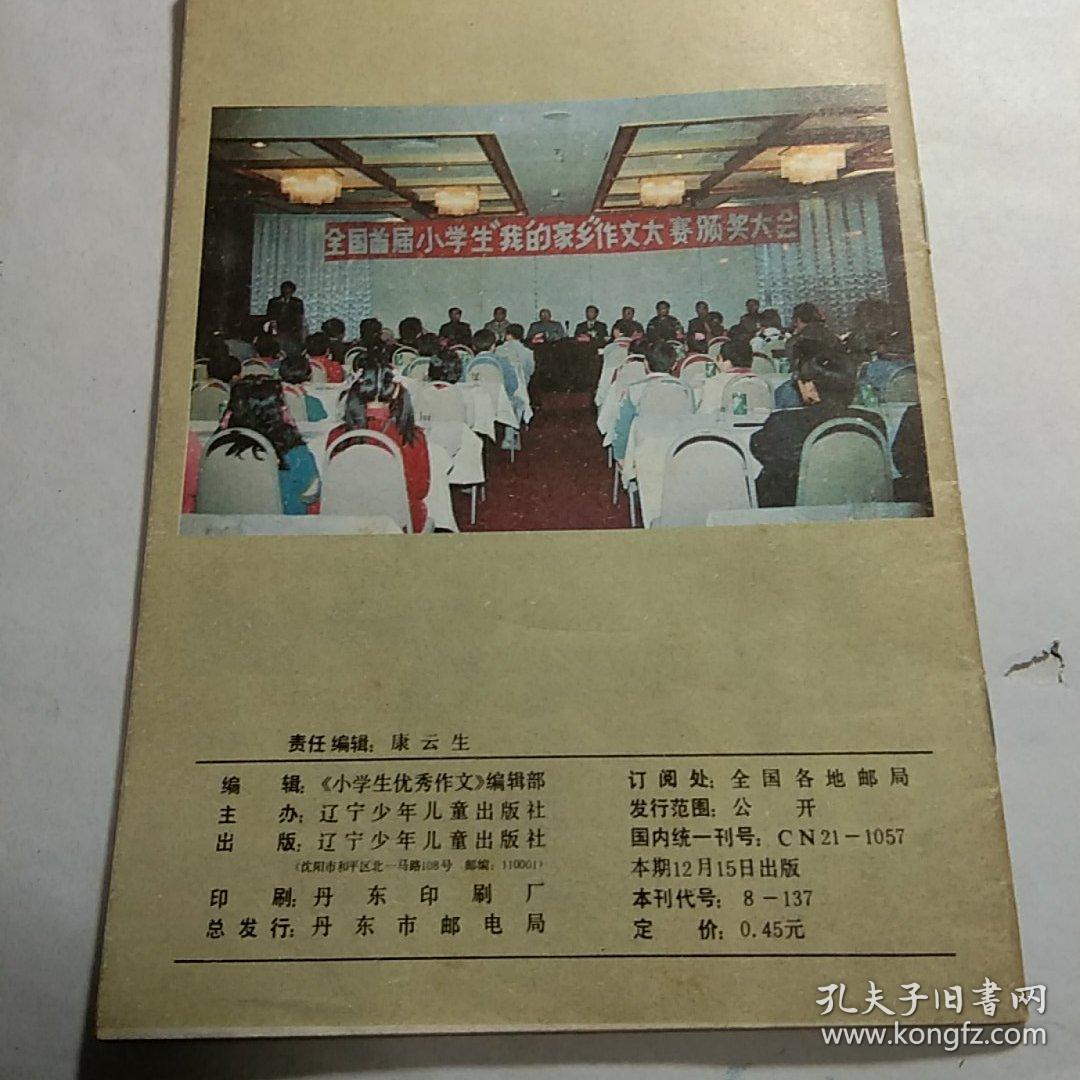 全国首届小学生“我的家乡”作文大赛颁奖大会
责任编辑：康云生
编辑：《小学生优秀作文》编辑部
主办：辽宁少年儿童出版社
出版：辽宁少年儿童出版社
（沈阳市和平区北一马路108号 邮编：110001）
印刷：丹东印刷厂
总发行：丹东市邮电局
订阅处：全国各地邮局
发行范围：公开
国内统一刊号：CN21－1057
本期12月15日出版
本刊代号：8－137
定价：0.45元
孔夫子旧書网
www.kongfz.com